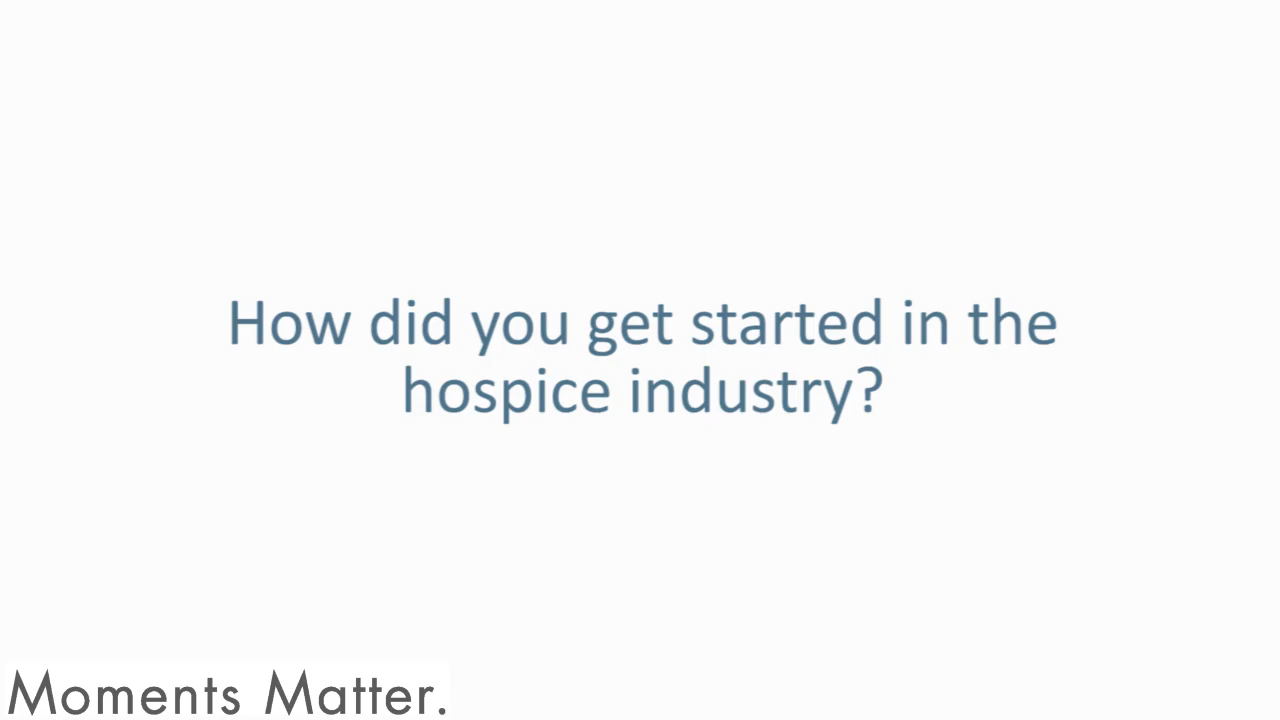 How did you get started in the
hospice industry?
Moments Matter.